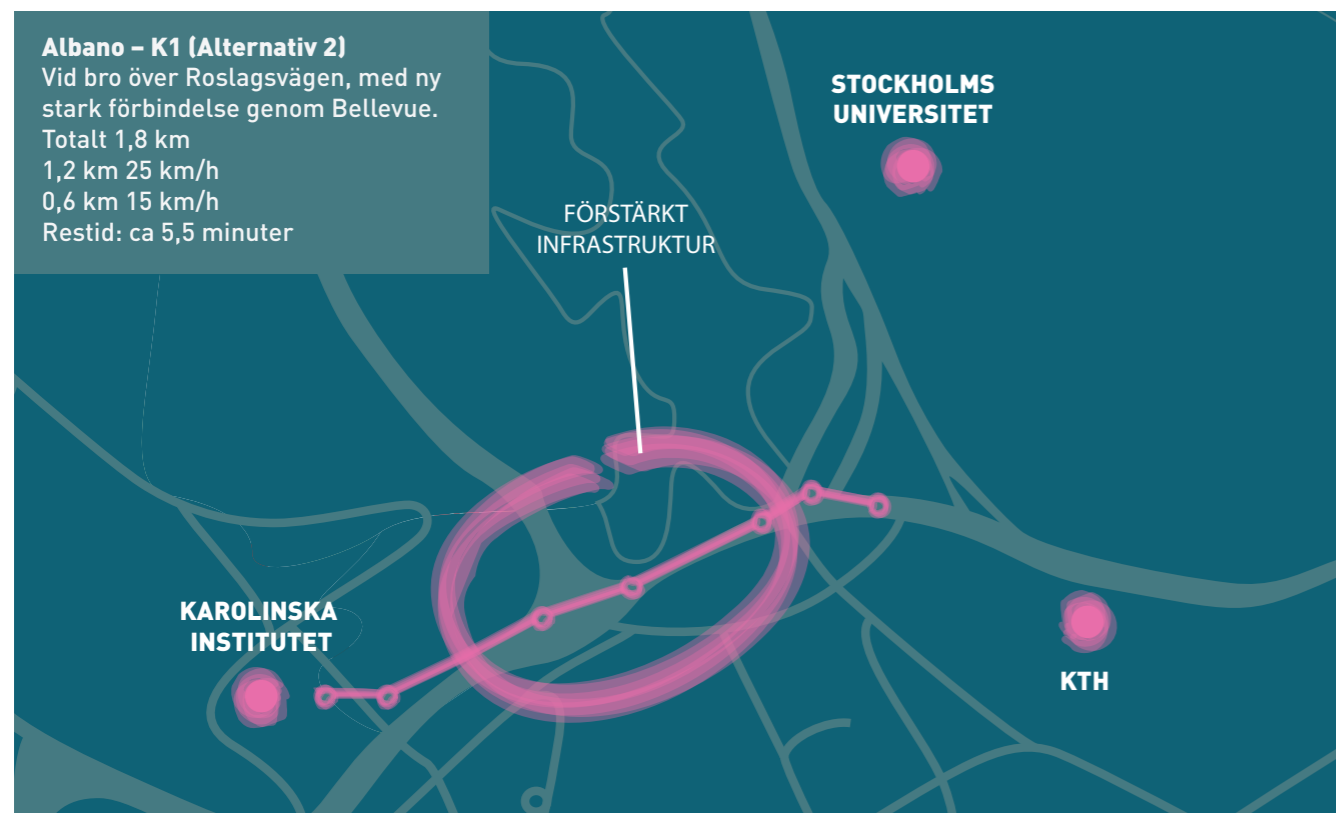 Albano – K1 (Alternativ 2)
Vid bro över Roslagsvägen, med ny
stark förbindelse genom Bellevue.
Totalt 1,8 km
1,2 km 25 km/h
0,6 km 15 km/h
Restid: ca 5,5 minuter
STOCKHOLMS
UNIVERSITET
FÖRSTÄRKT
INFRASTRUKTUR
KAROLINSKA
INSTITUTET
KTH